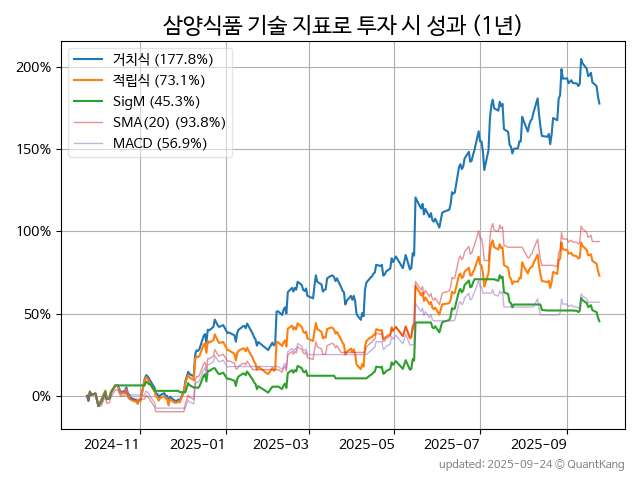 삼양식품 기술 지표로 투자 시 성과 (1년)
거치식 (177.8%)
적립식 (73.1%)
SigM (45.3%)
SMA(20) (93.8%)
MACD (56.9%)
200%
150%
100%
50%
0%
2024-11 2025-01 2025-03 2025-05 2025-07 2025-09
updated: 2025-09-24 © QuantKang